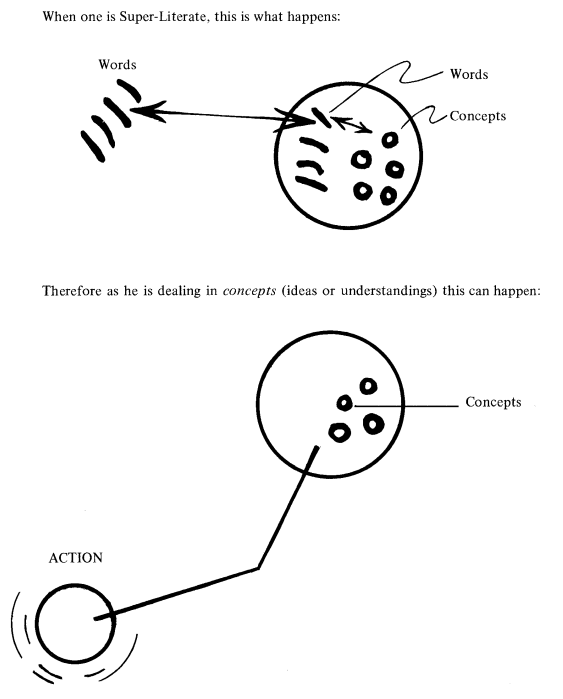 When one is Super-Literate, this is what happens:
Words
Words
Concepts
Therefore as he is dealing in concepts (ideas or understandings) this can happen:
Concepts
ACTION